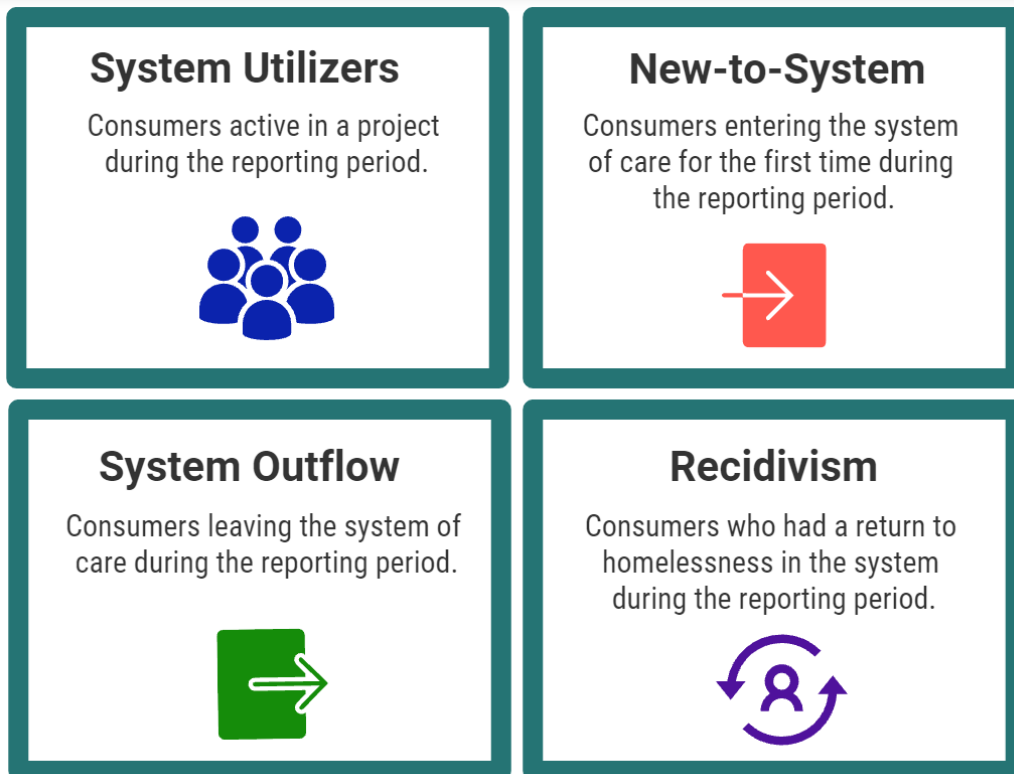 System Utilizers
Consumers active in a project
during the reporting period.
New-to-System
Consumers entering the system
of care for the first time during
the reporting period.
System Outflow
Consumers leaving the system of
care during the reporting period.
Recidivism
Consumers who had a return to
homelessness in the system
during the reporting period.